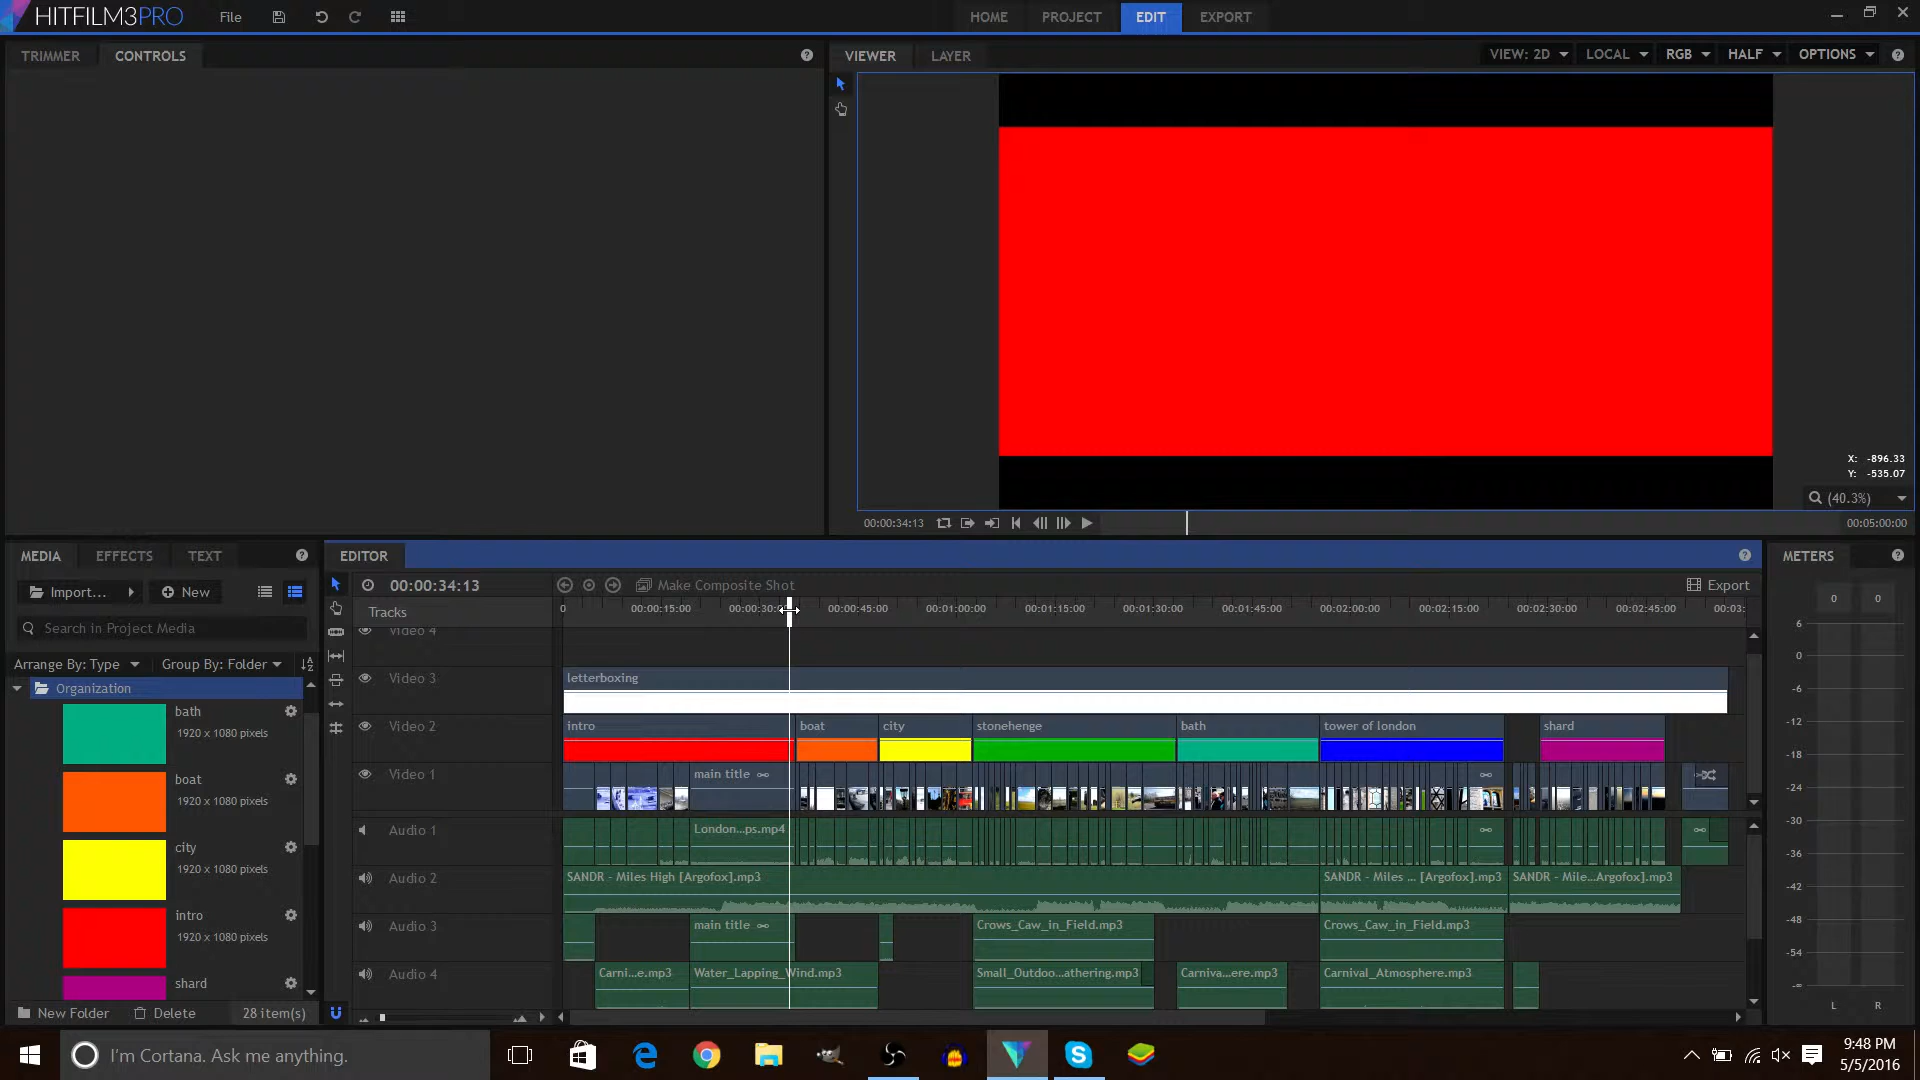 HITFILM3PRO File HOME PROJECT EDIT EXPORT
TRIMMER CONTROLS VIEWER LAYER VIEW: 2D LOCAL RGB HALF OPTIONS
X: -896.33
Y: -535.07
(40.3%)
00:00:34:13 00:05:00:00
MEDIA EFFECTS TEXT EDITOR METERS
Import... New 00:00:34:13 Make Composite Shot Export
Tracks 0 00:00:15:00 00:00:45:00 00:01:00:00 00:01:15:00 00:01:30:00 00:01:45:00 00:02:00:00 00:02:15:00 00:02:30:00 00:02:45:00
Search in Project Media
Arrange By: Type Group By: Folder
Organization
bath
1920 x 1080 pixels
boat
1920 x 1080 pixels
city
1920 x 1080 pixels
intro
1920 x 1080 pixels
shard
New Folder Delete 28 item(s)
Video 4
Video 3 letterboxing
Video 2 intro boat city stonehenge bath tower of london shard
Video 1 main title
Audio 1 London...ps.mp4
Audio 2 SANDR - Miles High [Argofox].mp3 SANDR - Miles ... [Argofox].mp3 SANDR - Mile...Argofox].mp3
Audio 3 main title Crows_Caw_in_Field.mp3 Crows_Caw_in_Field.mp3
Audio 4 Carni...e.mp3 Water_Lapping_Wind.mp3 Small_Outdoo...athering.mp3 Carniva...ere.mp3 Carnival_Atmosphere.mp3
0 0
6
0
-6
-12
-18
-24
-30
-36
-42
-48
-54
-∞
L R
I'm Cortana. Ask me anything.
9:48 PM
5/5/2016